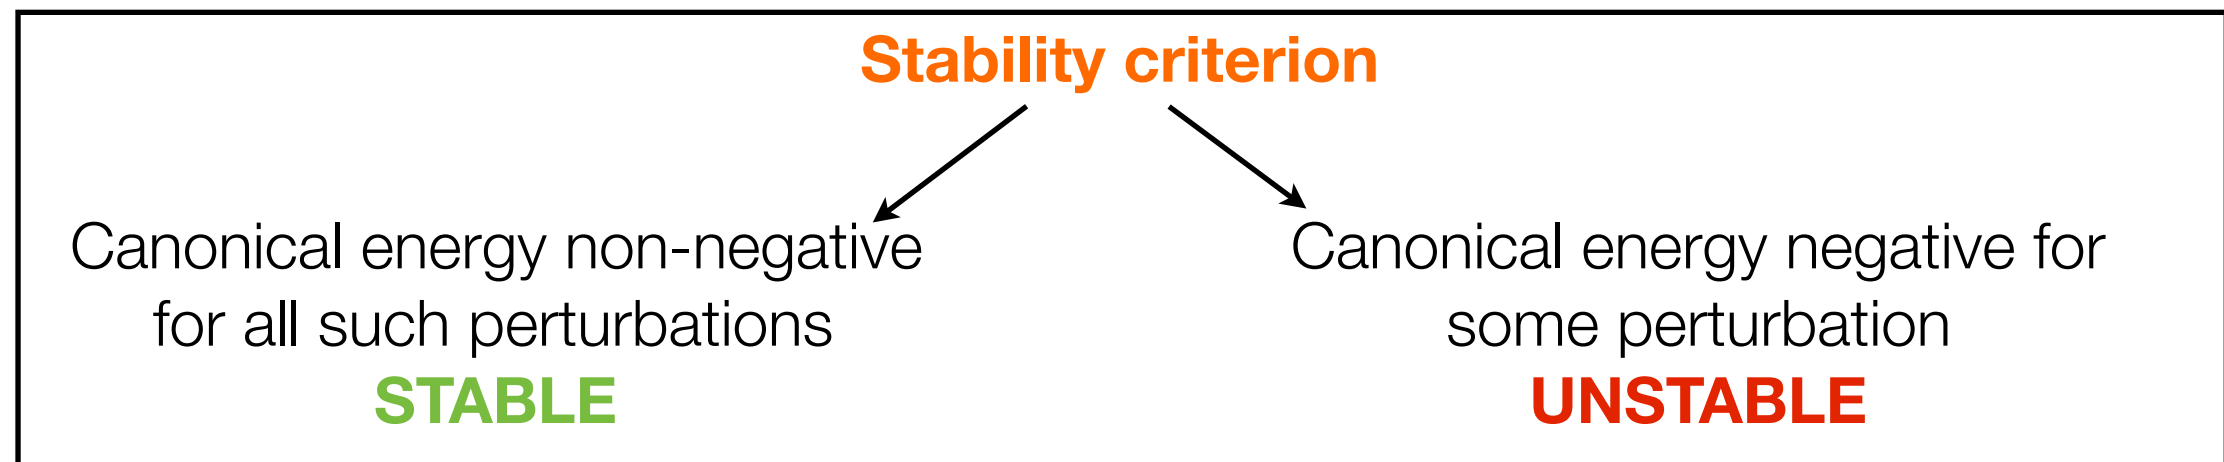 Stability criterion
Canonical energy non-negative
for all such perturbations
STABLE
Canonical energy negative for
some perturbation
UNSTABLE